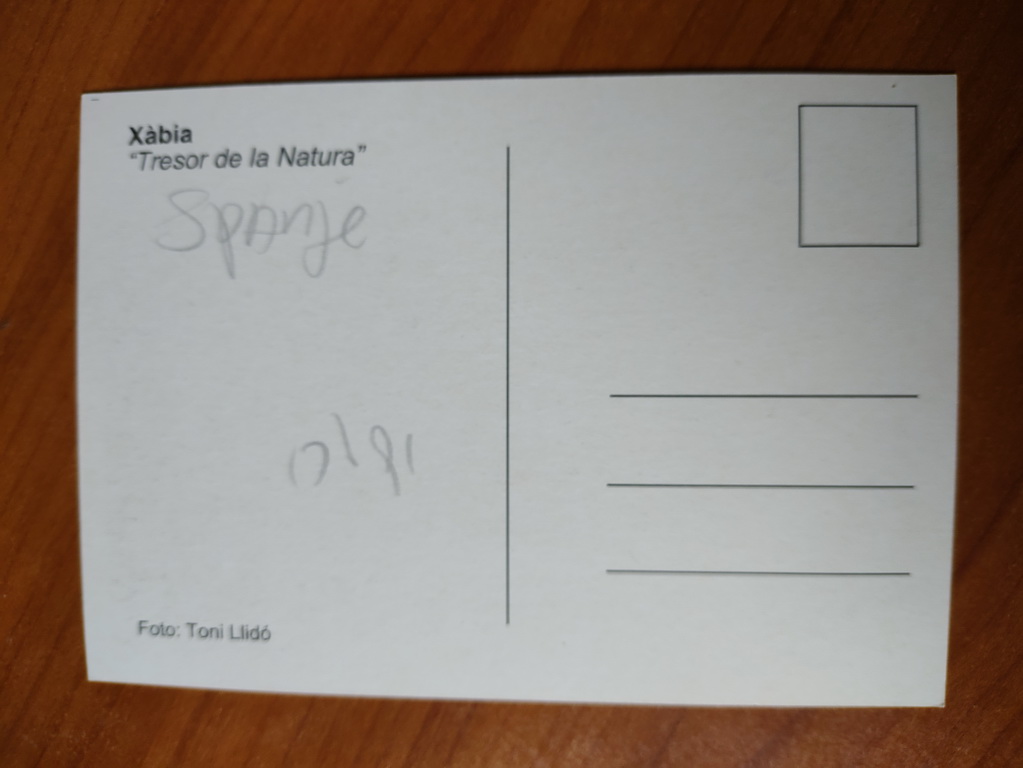 Xàbia
“Tresor de la Natura”
Spanje
Foto: Toni Llidó